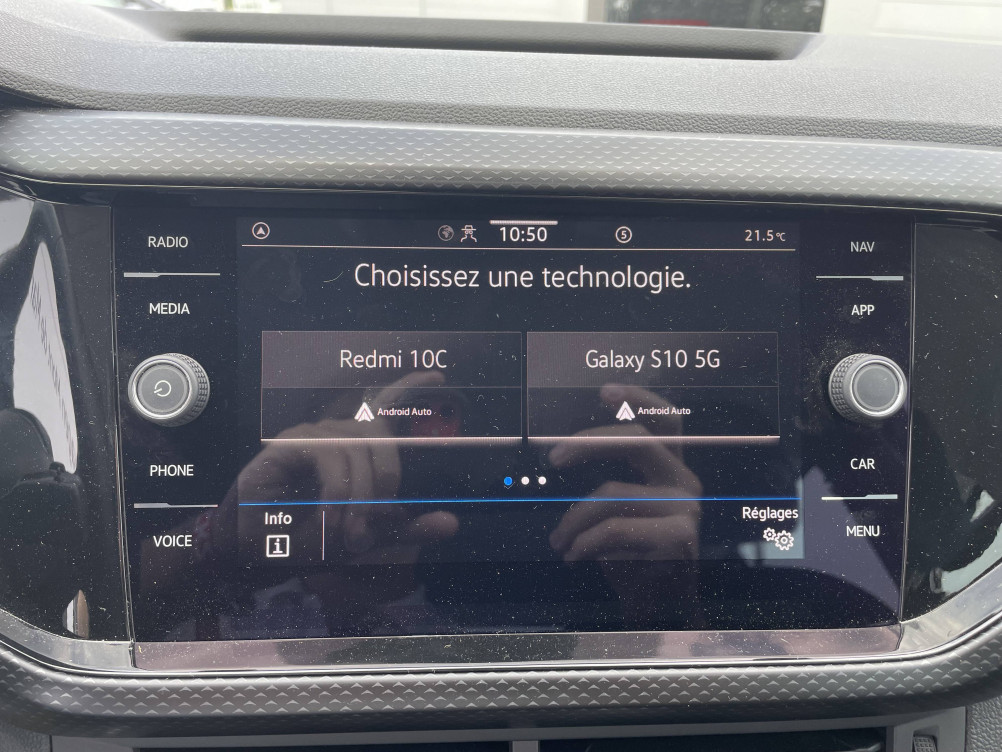 RADIO
MEDIA
PHONE
VOICE
10:50
5
21.5°C
Choisissez une technologie.
Redmi 10C
Android Auto
Galaxy S10 5G
Android Auto
Info
i
Réglages
NAV
APP
CAR
MENU